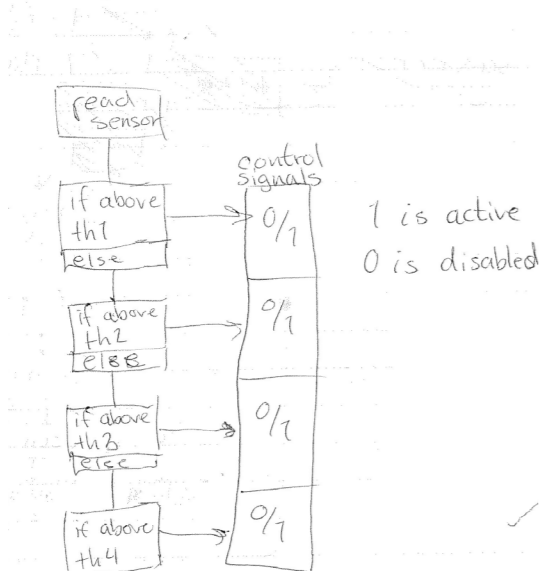 read
sensor
control
signals
if above
th1
else
0/1
1 is active
0 is disabled
if above
th2
else
0/1
if above
th3
else
0/1
if above
th4
0/1